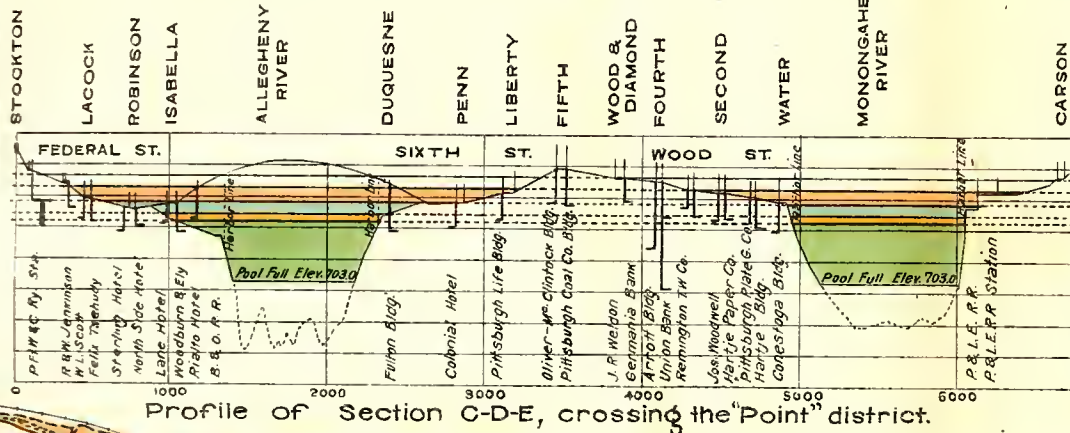 STOCKTON
LACOCK
ROBINSON
ISABELLA
ALLEGHENY
RIVER
DUQUESNE
PENN
LIBERTY
FIFTH
WOOD &
DIAMOND
FOURTH
SECOND
WATER
MONONGAHE
RIVER
CARSON
FEDERAL ST.
SIXTH ST.
WOOD ST.
Harbor Line
Harbor Line
Harbor Line
Harbor Line
Pool Full Elev. 703.0
Pool Full Elev. 703.0
P.Ft.W.&C. Ry. Sta.
R.&W. Jenninson
W. L. Scott
Felix
Sterling Hotel
North Side Hotel
Lane Hotel
Woodburn & Ely
Rialto Hotel
B. & O. R. R.
Fulton Bldg.
Colonial Hotel
Pittsburgh Life Bldg.
Oliver-McClintock Bldg.
Pittsburgh Coal Co. Bldg.
J. R. Weldon
Germania Bank
Arrott Bldg.
Union Bank
Remington T.W. Co.
Jos. Woodwell
Hartje Paper Co.
Pittsburgh Plate G. Co.
Hartje Bldg.
Conestoga Bldg.
P. & L. E. R.R.
P. & L. E. R.R. Station
0 1000 20000 3000 4000 5000 6000
Profile of Section C-D-E, crossing the "Point" district.